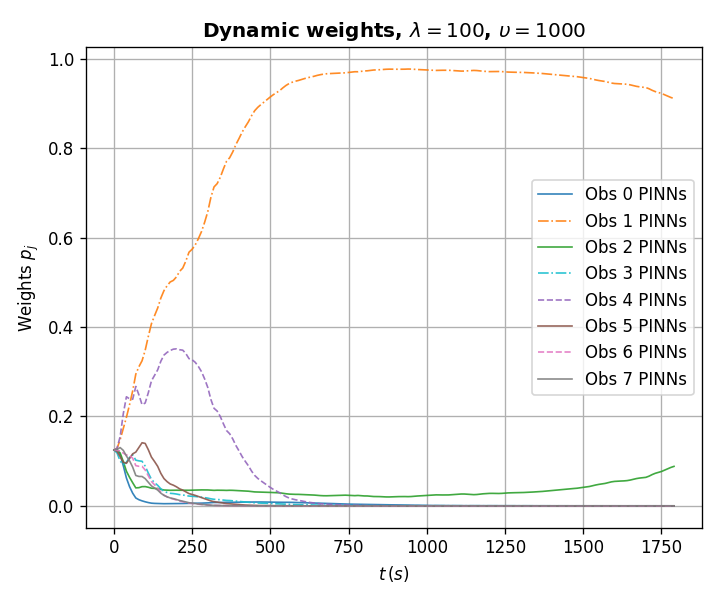 Dynamic weights, λ = 100, υ = 1000
1.0
0.8
0.6
0.4
0.2
0.0
Weights p_j
Obs 0 PINNs
Obs 1 PINNs
Obs 2 PINNs
Obs 3 PINNs
Obs 4 PINNs
Obs 5 PINNs
Obs 6 PINNs
Obs 7 PINNs
0 250 500 750 1000 1250 1500 1750
t (s)